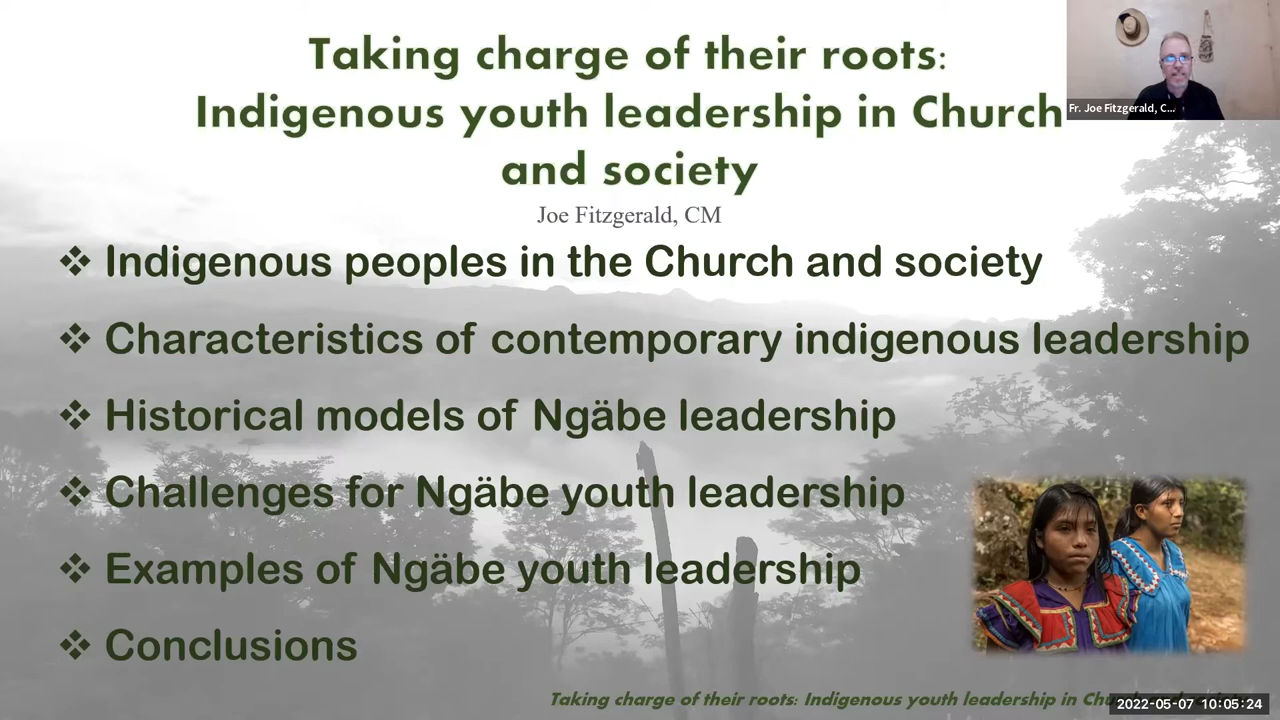 Taking charge of their roots:
Indigenous youth leadership in Church
and society
Fr. Joe Fitzgerald, C...
Joe Fitzgerald, CM
❖ Indigenous peoples in the Church and society
❖ Characteristics of contemporary indigenous leadership
❖ Historical models of Ngäbe leadership
❖ Challenges for Ngäbe youth leadership
❖ Examples of Ngäbe youth leadership
❖ Conclusions
Taking charge of their roots: Indigenous youth leadership in
2022-05-07 10:05:24